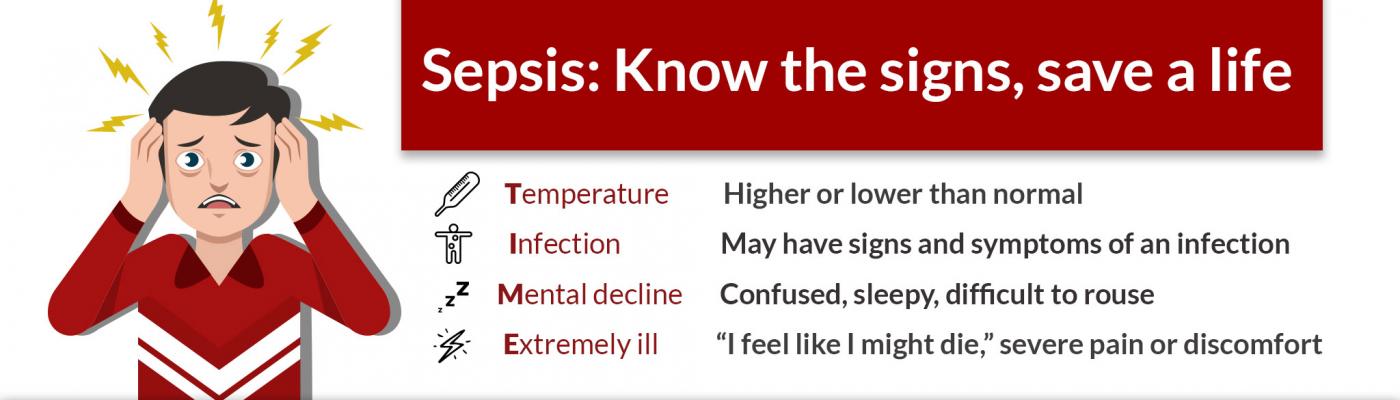 Sepsis: Know the signs, save a life
Temperature Higher or lower than normal
Infection May have signs and symptoms of an infection
zzz Mental decline Confused, sleepy, difficult to rouse
Extremely ill “I feel like I might die,” severe pain or discomfort